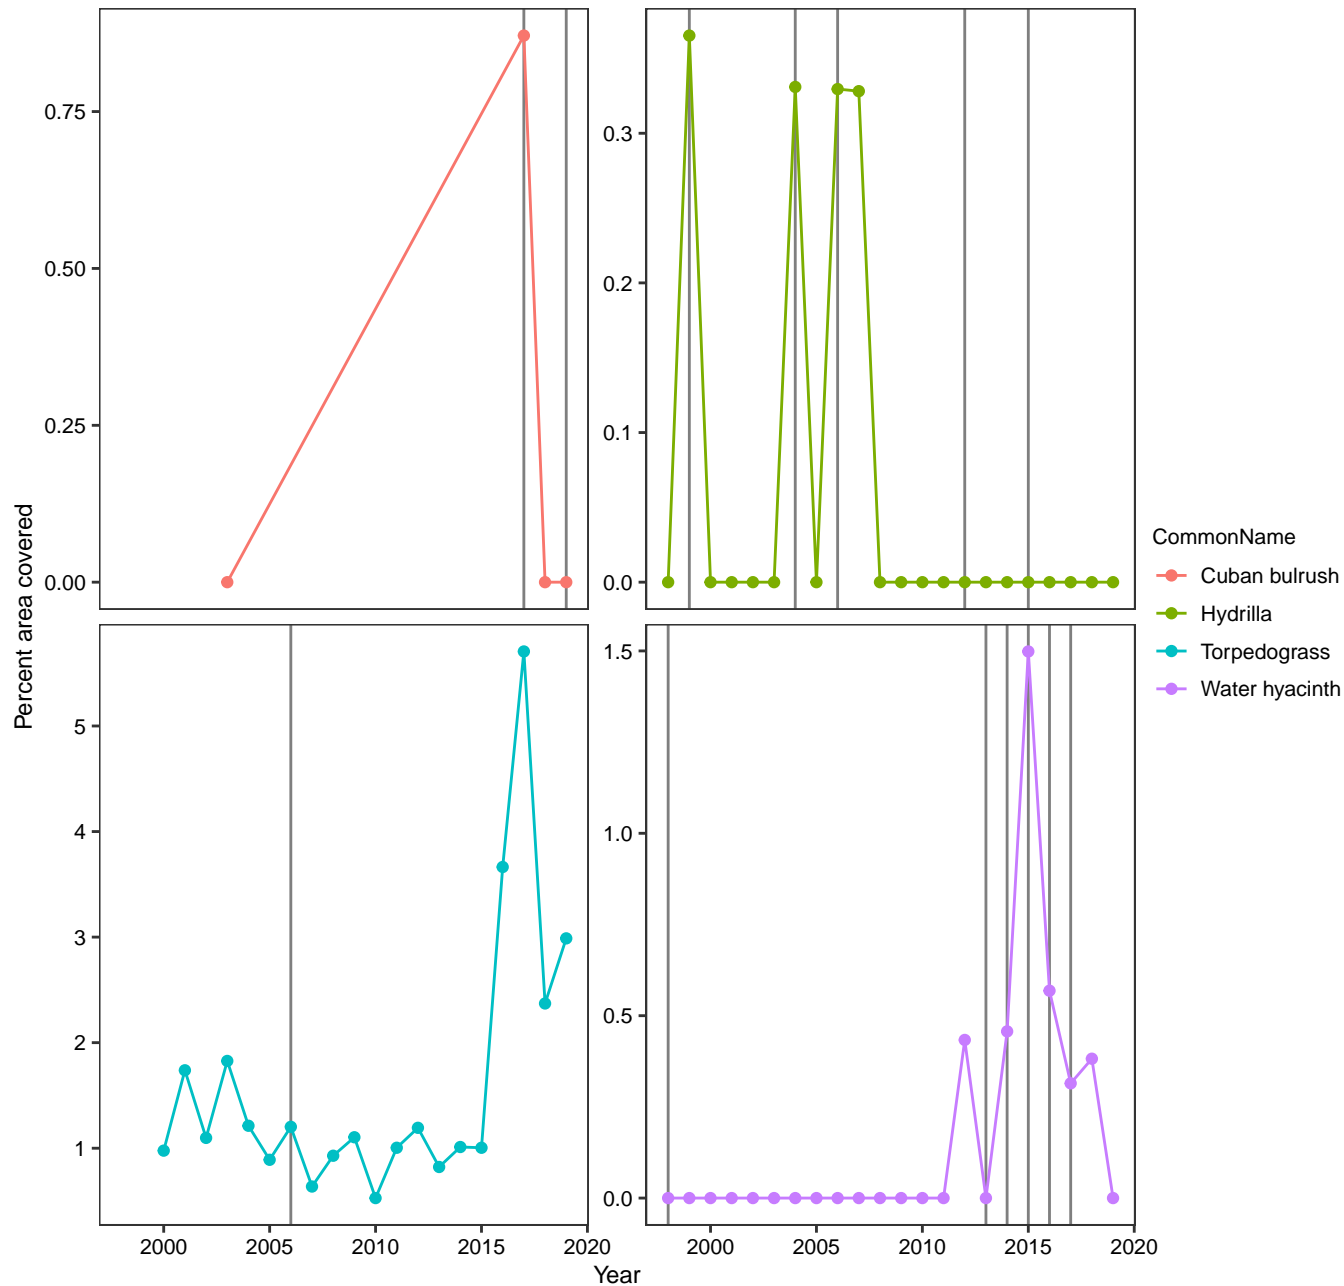 0.75
0.50
0.25
0.00
0.3
0.2
0.1
0.0
Percent area covered
5
4
3
2
1
1.5
1.0
0.5
0.0
2000 2005 2010 2015 2020
2000 2005 2010 2015 2020
Year
CommonName
Cuban bulrush
Hydrilla
Torpedograss
Water hyacinth